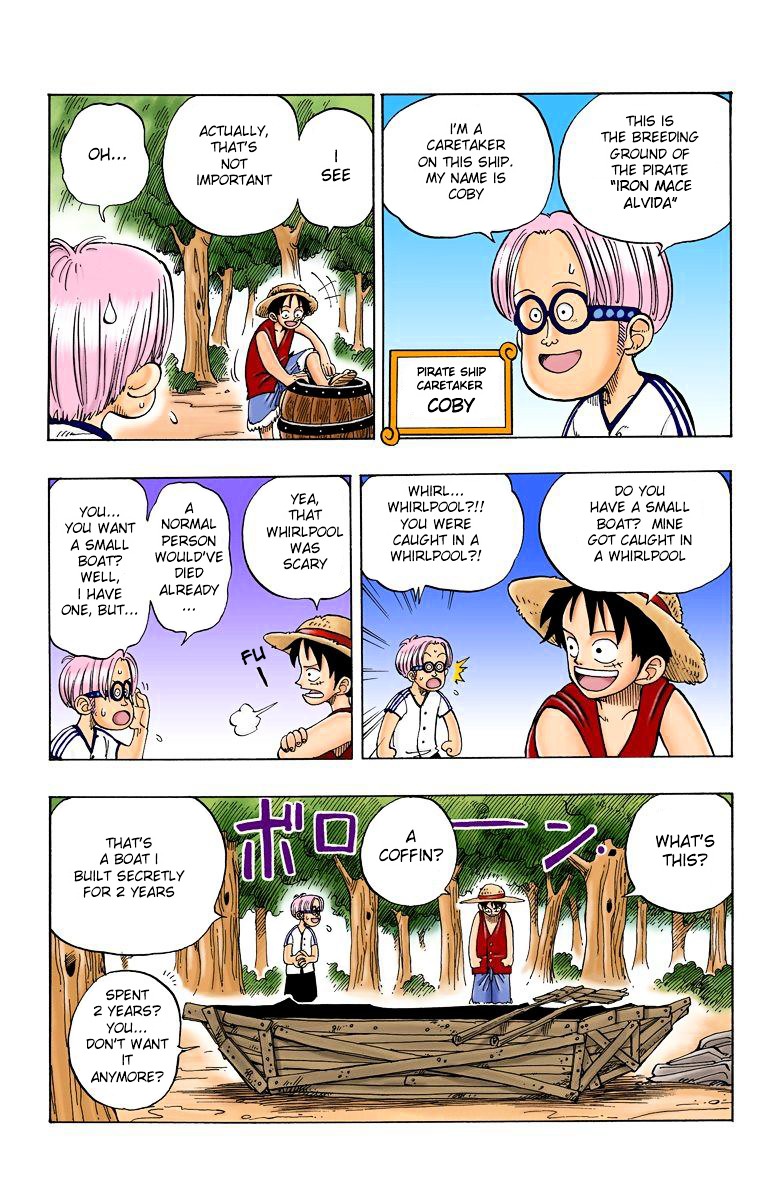 THIS IS
THE BREEDING
GROUND OF
THE PIRATE
"IRON MACE
ALVIDA"
I'M A
CARETAKER
ON THIS SHIP.
MY NAME IS
COBY
PIRATE SHIP
CARETAKER
COBY
I
SEE
ACTUALLY,
THAT'S
NOT
IMPORTANT
OH...
DO YOU
HAVE A SMALL
BOAT? MINE
GOT CAUGHT IN
A WHIRLPOOL
WHIRL...
WHIRLPOOL?!!
YOU WERE
CAUGHT IN A
WHIRLPOOL?!
YEA,
THAT
WHIRLPOOL
WAS
SCARY
FU
A
NORMAL
PERSON
WOULD'VE
DIED
ALREADY
...
YOU...
YOU WANT
A SMALL
BOAT?
WELL,
I HAVE
ONE, BUT...
WHAT'S
THIS?
A
COFFIN?
ボローン.
THAT'S
A BOAT I
BUILT SECRETLY
FOR 2 YEARS
SPENT
2 YEARS?
YOU...
DON'T WANT
IT
ANYMORE?